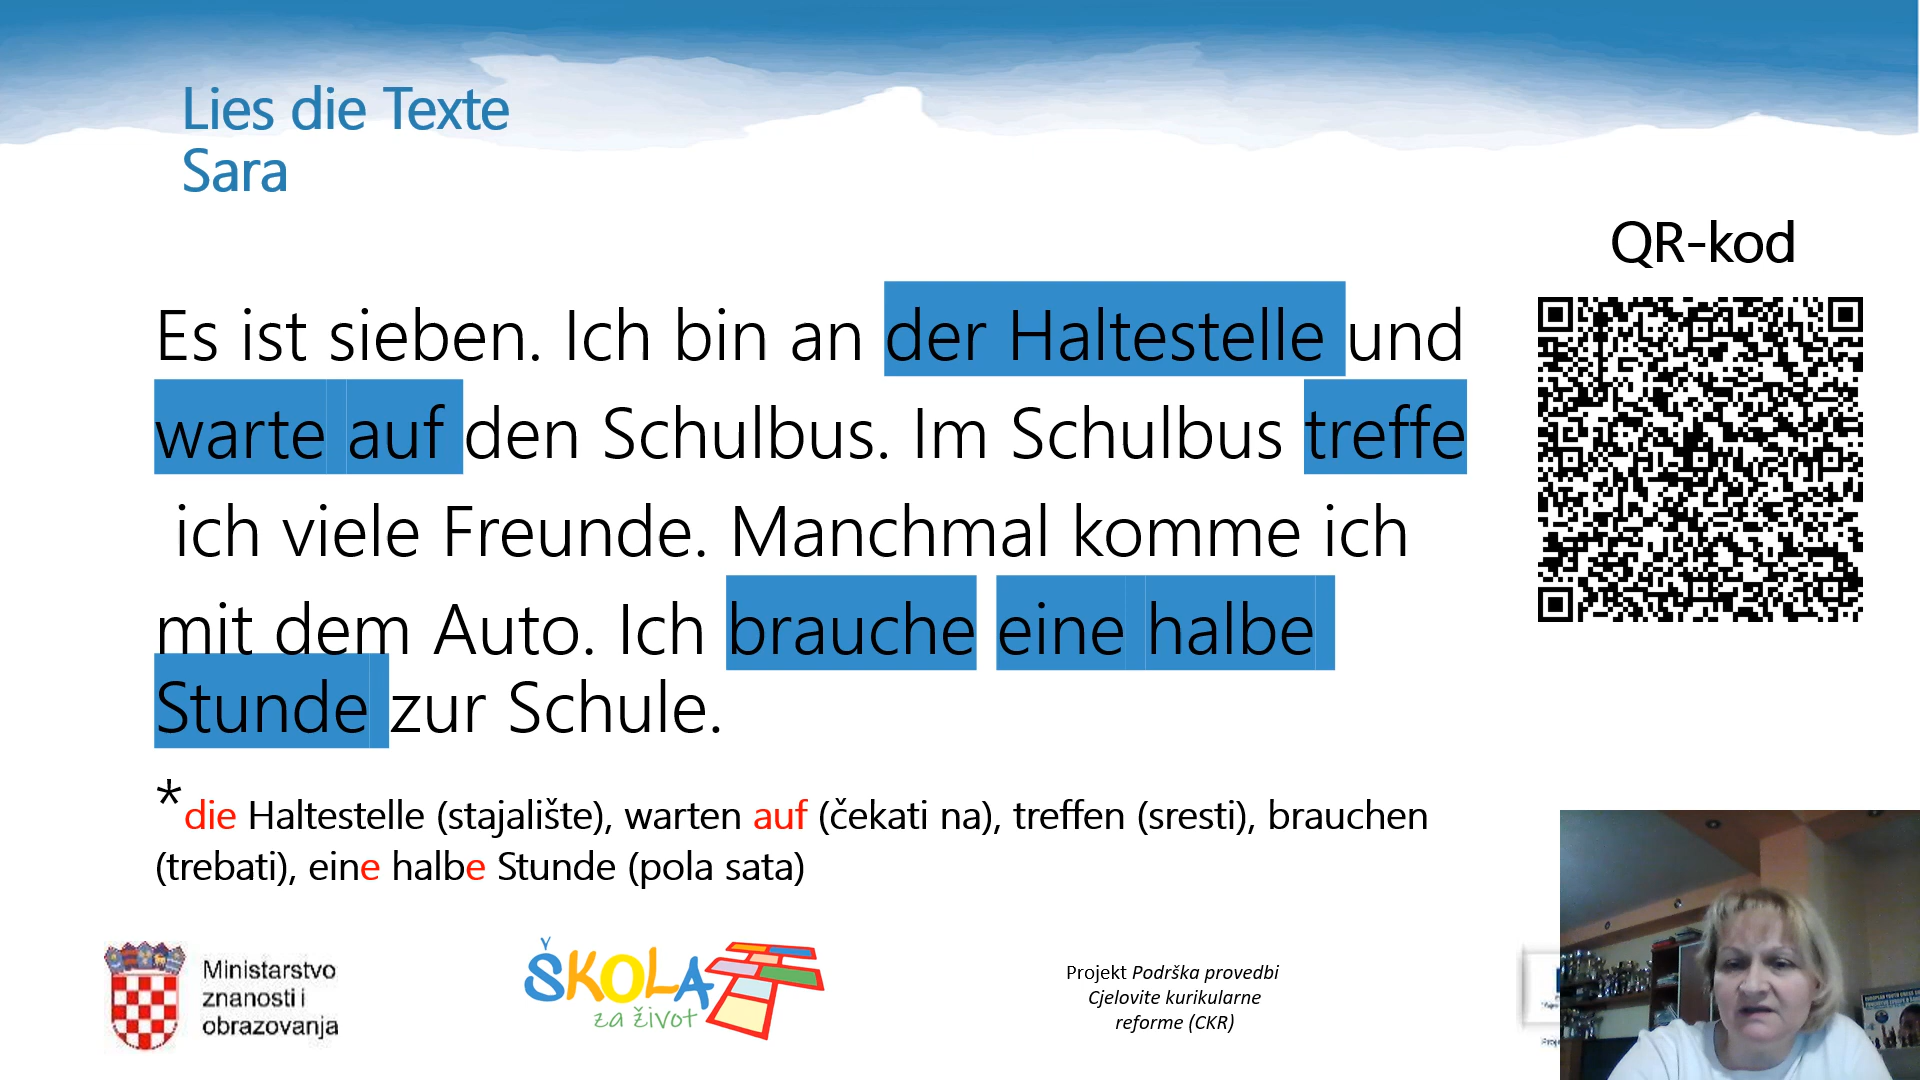 Lies die Texte
Sara
QR-kod
Es ist sieben. Ich bin an der Haltestelle und
warte auf den Schulbus. Im Schulbus treffe
ich viele Freunde. Manchmal komme ich
mit dem Auto. Ich brauche eine halbe
Stunde zur Schule.
*die Haltestelle (stajalište), warten auf (čekati na), treffen (sresti), brauchen
(trebati), eine halbe Stunde (pola sata)
Ministarstvo
znanosti i
obrazovanja
ŠKOLA
za život
Projekt Podrška provedbi
Cjelovite kurikularne
reforme (CKR)